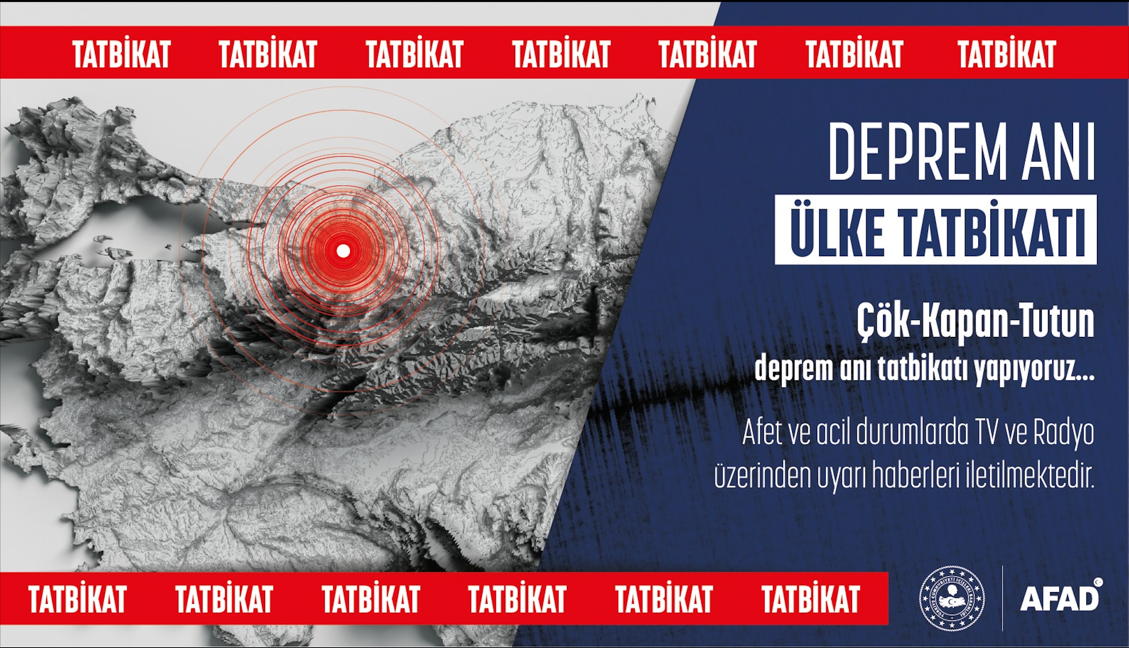 TATBİKAT TATBİKAT TATBİKAT TATBİKAT TATBİKAT TATBİKAT TATBİKAT
DEPREM ANI
ÜLKE TATBİKATI
Çök-Kapan-Tutun
deprem anı tatbikatı yapıyoruz...
Afet ve acil durumlarda TV ve Radyo
üzerinden uyarı haberleri iletilmektedir.
TATBİKAT TATBİKAT TATBİKAT TATBİKAT TATBİKAT TATBİKAT
AFAD